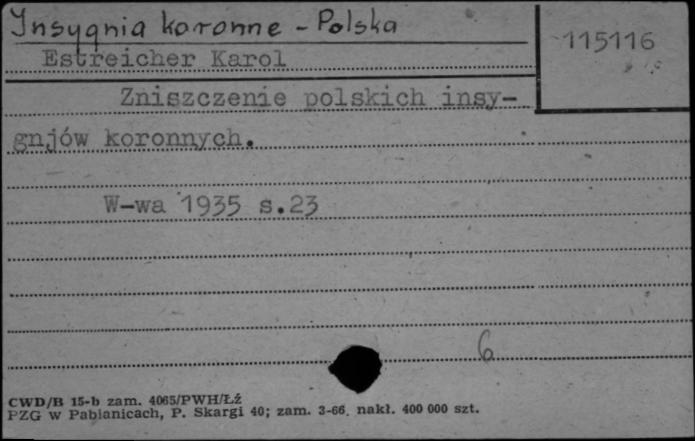 Insygnia koronne - Polska
115116
Estreicher Karol
Zniszczenie polskich insy-
gnjów koronnych.
W-wa 1935 s.23
6
CWD/B 15-b zam. 4065/PWH/Łź
PZG w Pabianicach, P. Skargi 40; zam. 3-66. nakł. 400 000 szt.